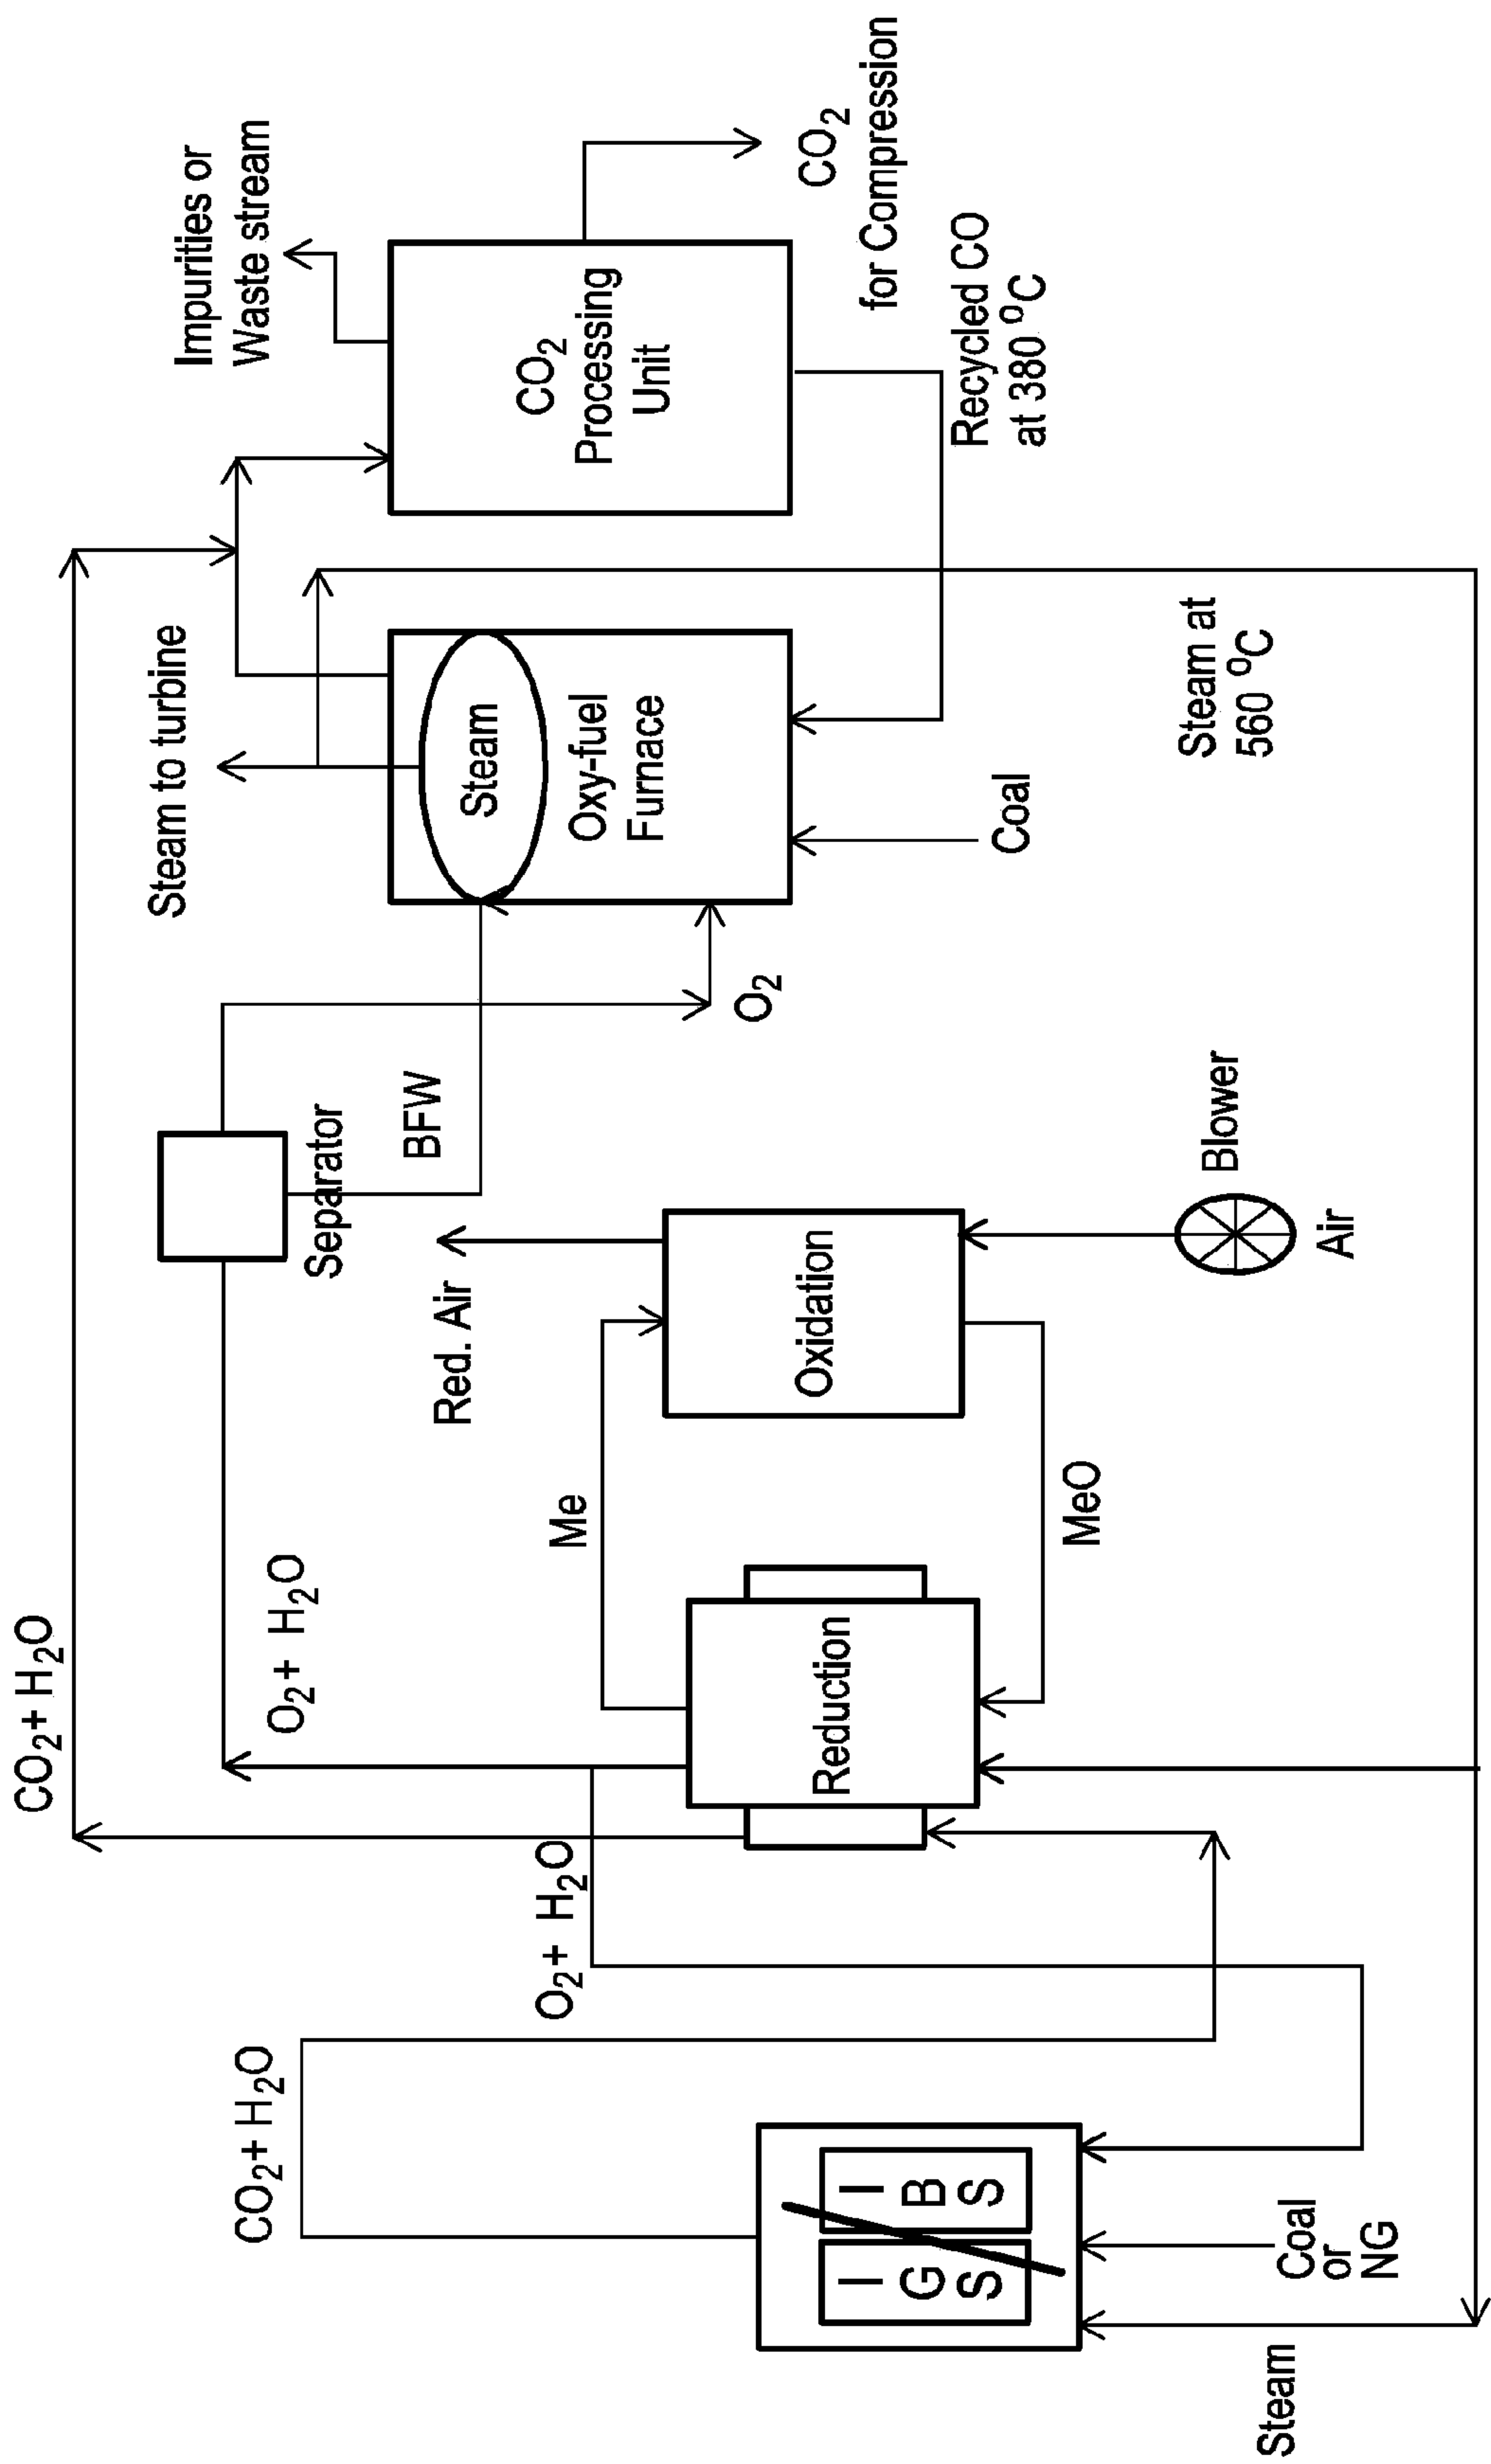 CO2+ H2O
O2+ H2O
Separator
Steam to turbine
Impurities or
Waste stream
BFW
O2
Steam
Oxy-fuel
Furnace
Coal
CO2
Processing
Unit
CO2
for Compression
Recycled CO
at 380 °C
Steam at
560 °C
CO2+ H2O
O2+ H2O
Me
Red. Air
Reduction
Oxidation
MeO
Blower
Air
I
G
S
I
B
S
Steam
Coal
or
NG